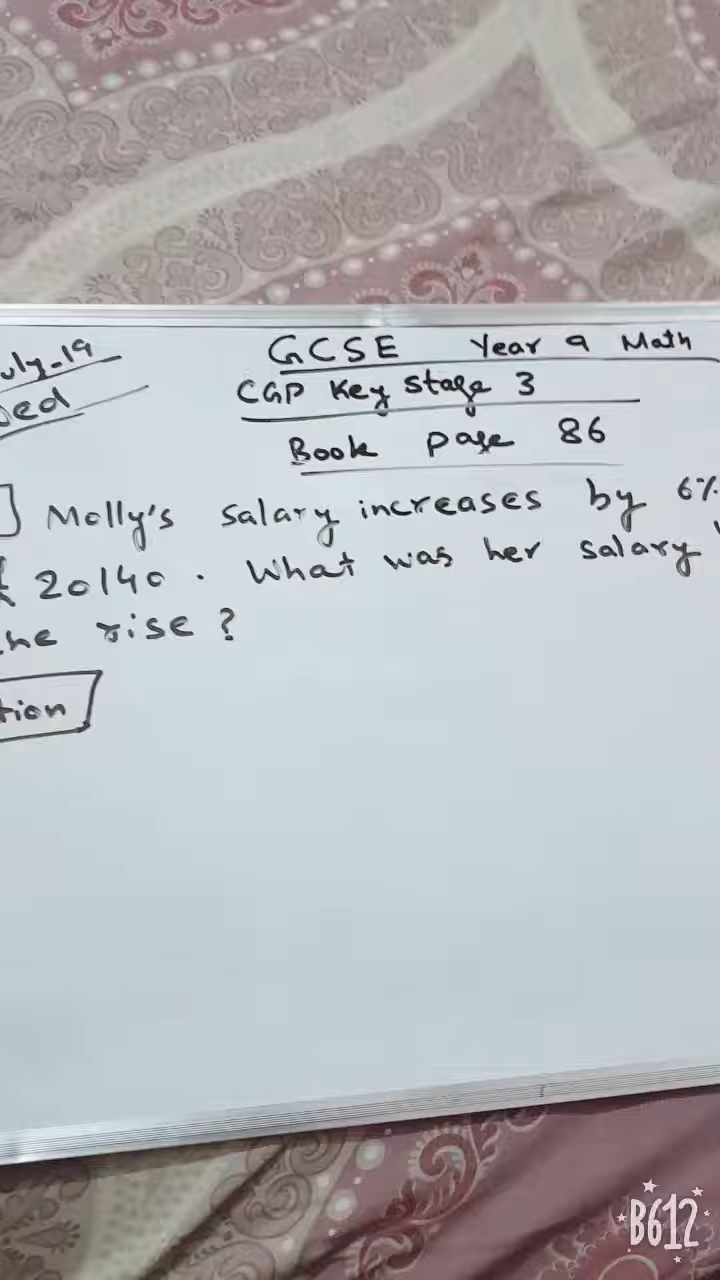 uly-19
GCSE Year 9 Math
CGP Key Stage 3
Book page 86
] Molly's salary increases by 6%
£ 20140. What was her salary
he rise?
tion
B612